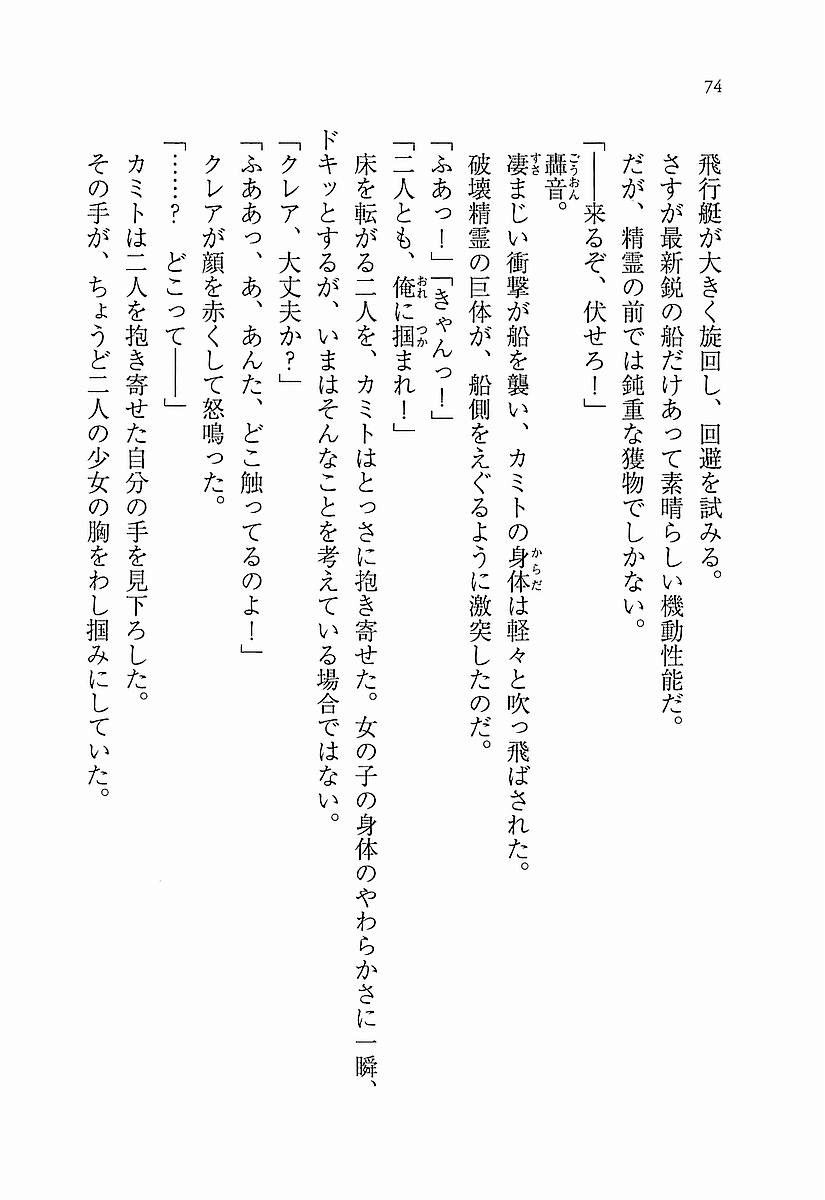 74
飛行艇が大きく旋回し、回避を試みる。
さすが最新鋭の船だけあって素晴らしい機動性能だ。
だが、精霊の前では鈍重な獲物でしかない。
「――来るぞ、伏せろ！」
轟音。
凄まじい衝撃が船を襲い、カミトの身体は軽々と吹っ飛ばされた。
破壊精霊の巨体が、船側をえぐるように激突したのだ。
「ふあっ！」「きゃんっ！」
「二人とも、俺に掴まれ！」
床を転がる二人を、カミトはとっさに抱き寄せた。女の子の身体のやわらかさに一瞬、
ドキッとするが、いまはそんなことを考えている場合ではない。
「クレア、大丈夫か？」
「ふああっ、あ、あんた、どこ触ってるのよ！」
クレアが顔を赤くして怒鳴った。
「……？　どこって――」
カミトは二人を抱き寄せた自分の手を見下ろした。
その手が、ちょうど二人の少女の胸をわし掴みにしていた。